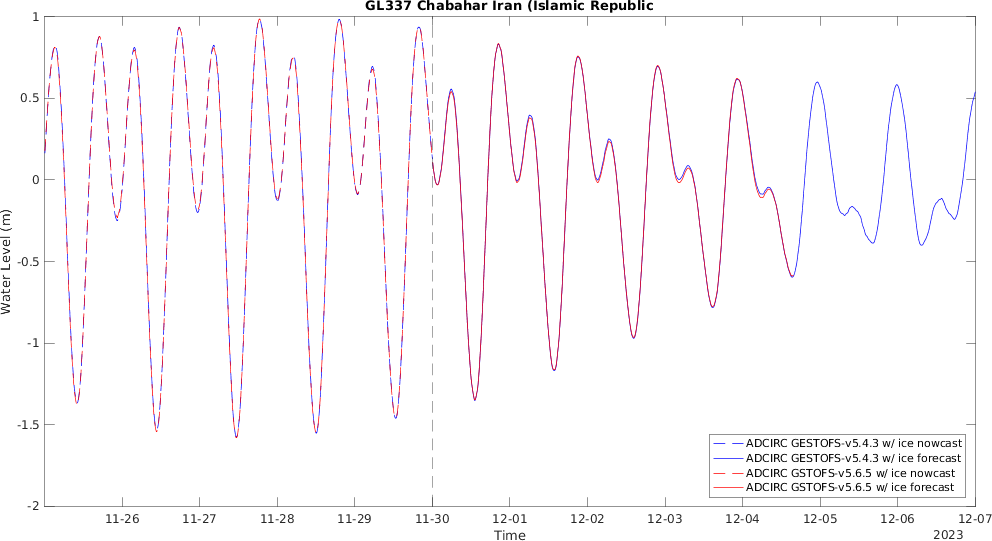 GL337 Chabahar Iran (Islamic Republic
1
0.5
0
-0.5
-1
-1.5
-2
Water Level (m)
11-26 11-27 11-28 11-29 11-30 12-01 12-02 12-03 12-04 12-05 12-06 12-07
Time
2023
ADCIRC GESTOFS-v5.4.3 w/ ice nowcast
ADCIRC GESTOFS-v5.4.3 w/ ice forecast
ADCIRC GSTOFS-v5.6.5 w/ ice nowcast
ADCIRC GSTOFS-v5.6.5 w/ ice forecast